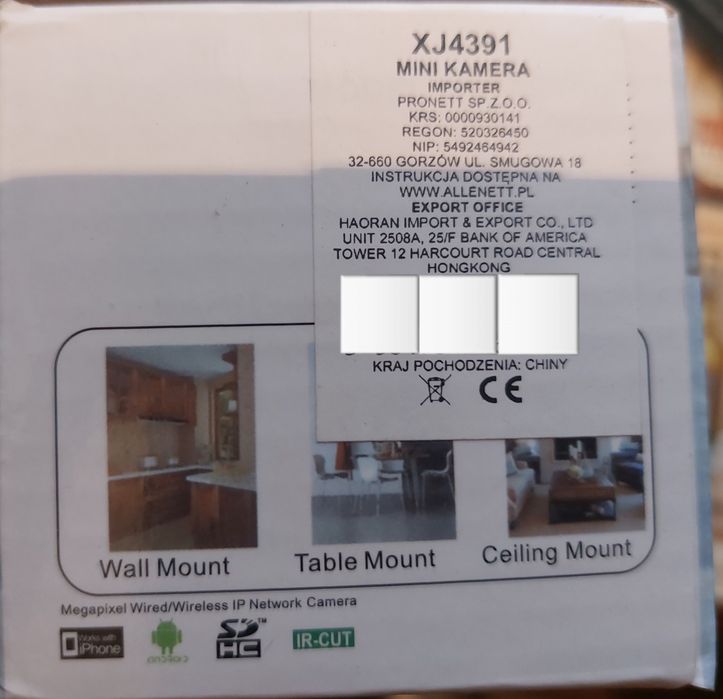 XJ4391
MINI KAMERA
IMPORTER
PRONETT SP.Z.O.O.
KRS: 0000930141
REGON: 520326450
NIP: 5492464942
32-660 GORZÓW UL. SMUGOWA 18
INSTRUKCJA DOSTĘPNA NA
WWW.ALLENETT.PL
EXPORT OFFICE
HAORAN IMPORT & EXPORT CO., LTD
UNIT 2508A, 25/F BANK OF AMERICA
TOWER 12 HARCOURT ROAD CENTRAL
HONGKONG
KRAJ POCHODZENIA: CHINY
CE
Wall Mount
Table Mount
Ceiling Mount
Megapixel Wired/Wireless IP Network Camera
Works with
iPhone
ANDROID
SD HC TM
IR-CUT